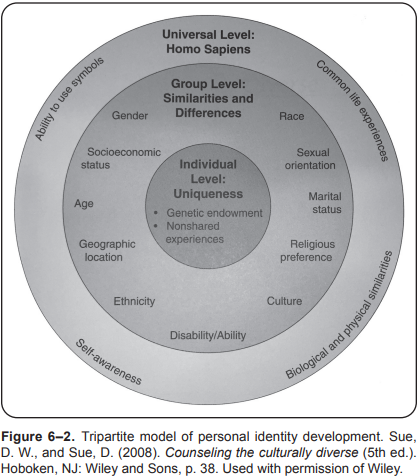 Universal Level:
Homo Sapiens
Ability to use symbols
Common life experiences
Group Level:
Similarities and
Differences
Gender
Race
Socioeconomic
status
Sexual
orientation
Individual
Level:
Uniqueness
• Genetic endowment
• Nonshared
experiences
Age
Marital
status
Geographic
location
Religious
preference
Ethnicity
Culture
Disability/Ability
Self-awareness
Biological and physical similarities
Figure 6–2. Tripartite model of personal identity development. Sue,
D. W., and Sue, D. (2008). Counseling the culturally diverse (5th ed.),
Hoboken, NJ: Wiley and Sons, p. 38. Used with permission of Wiley.